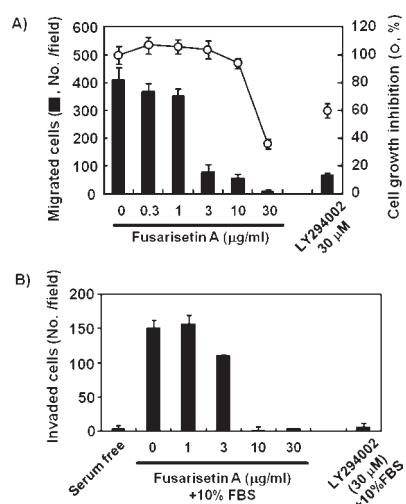 A)
Migrated cells (■, No. /field)
600
500
400
300
200
100
0
120
100
80
60
40
20
0
Cell growth inhibition (o, %)
0 0.3 1 3 10 30
Fusarisetin A (µg/ml)
LY294002
30 µM
B)
Invaded cells (No. /field)
200
150
100
50
0
Serum free
0 1 3 10 30
Fusarisetin A (µg/ml)
+10% FBS
LY294002
(30 µM)
+10%FBS